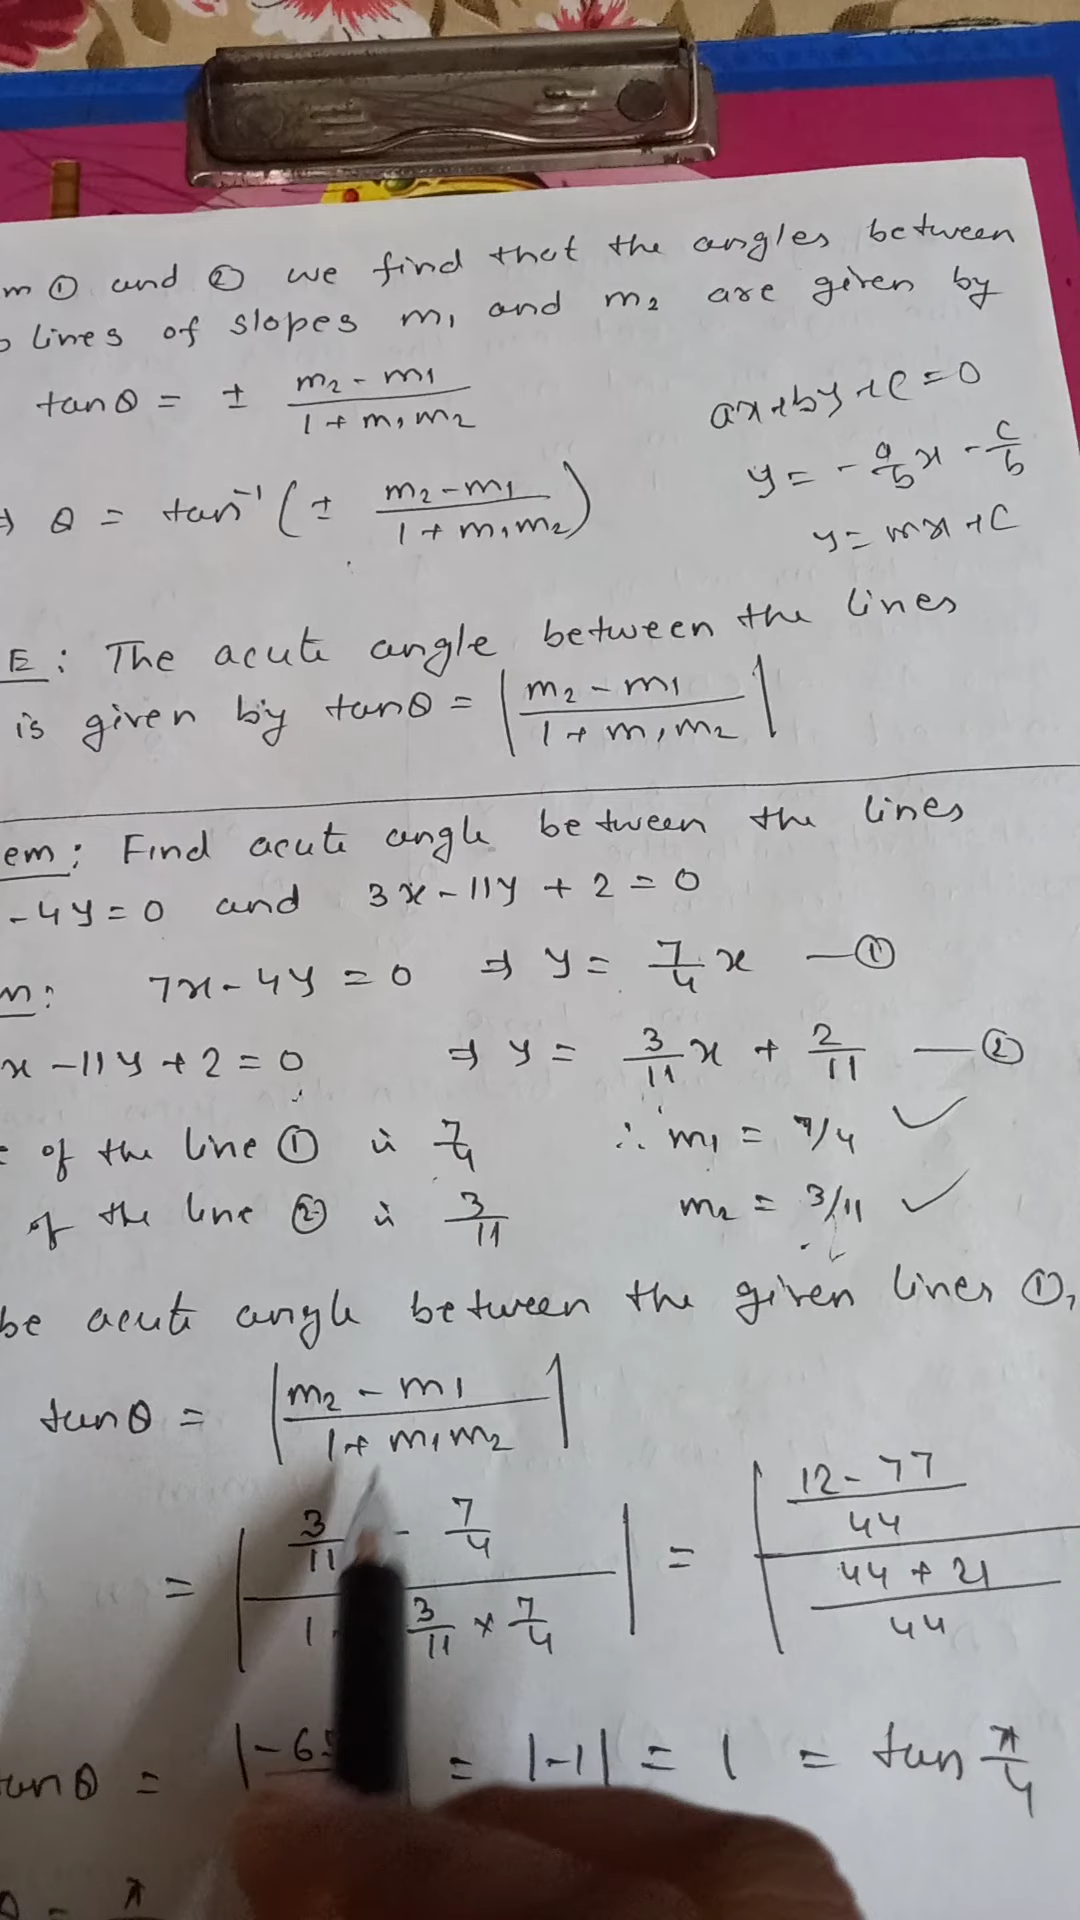 m ① and ② we find that the angles between
lines of slopes m₁ and m₂ are given by
tanθ = ± (m₂ - m₁)/(1 + m₁m₂)
ax+by+c=0
y = -a/b x - c/b
⇒ θ = tan⁻¹(± (m₂-m₁)/(1+m₁m₂))
y = mx+c
E: The acute angle between the lines
is given by tanθ = |(m₂ - m₁)/(1 + m₁m₂)|
em: Find acute angle between the lines
-4y=0 and 3x-11y+2=0
n: 7x-4y=0 ⇒ y = 7/4 x —①
x-11y+2=0 ⇒ y = 3/11 x + 2/11 —②
e of the line ① is 7/4 ∴ m₁ = 7/4 ✓
of the line ② is 3/11 m₂ = 3/11 ✓
be acute angle between the given lines ①,
tanθ = |(m₂ - m₁)/(1 + m₁m₂)|
= |(3/11 - 7/4)/(1 3/11 × 7/4)| = |((12-77)/44)/((44+21)/44)
anθ = |-6 = |-1| = 1 = tan π/4
θ = π